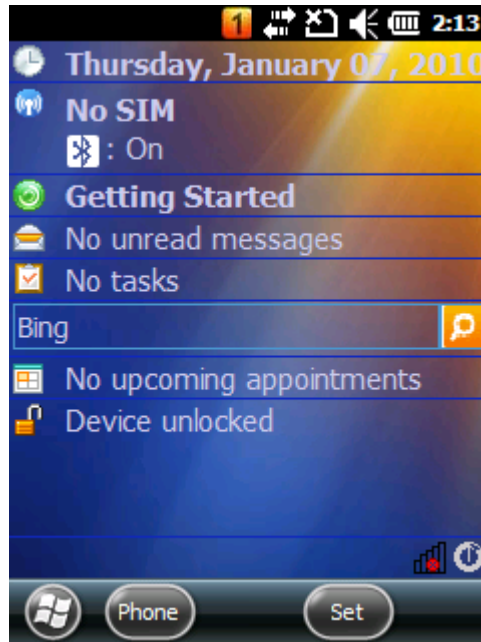 1 2:13
Thursday, January 07, 2010
No SIM
: On
Getting Started
No unread messages
No tasks
Bing
No upcoming appointments
Device unlocked
Phone Set